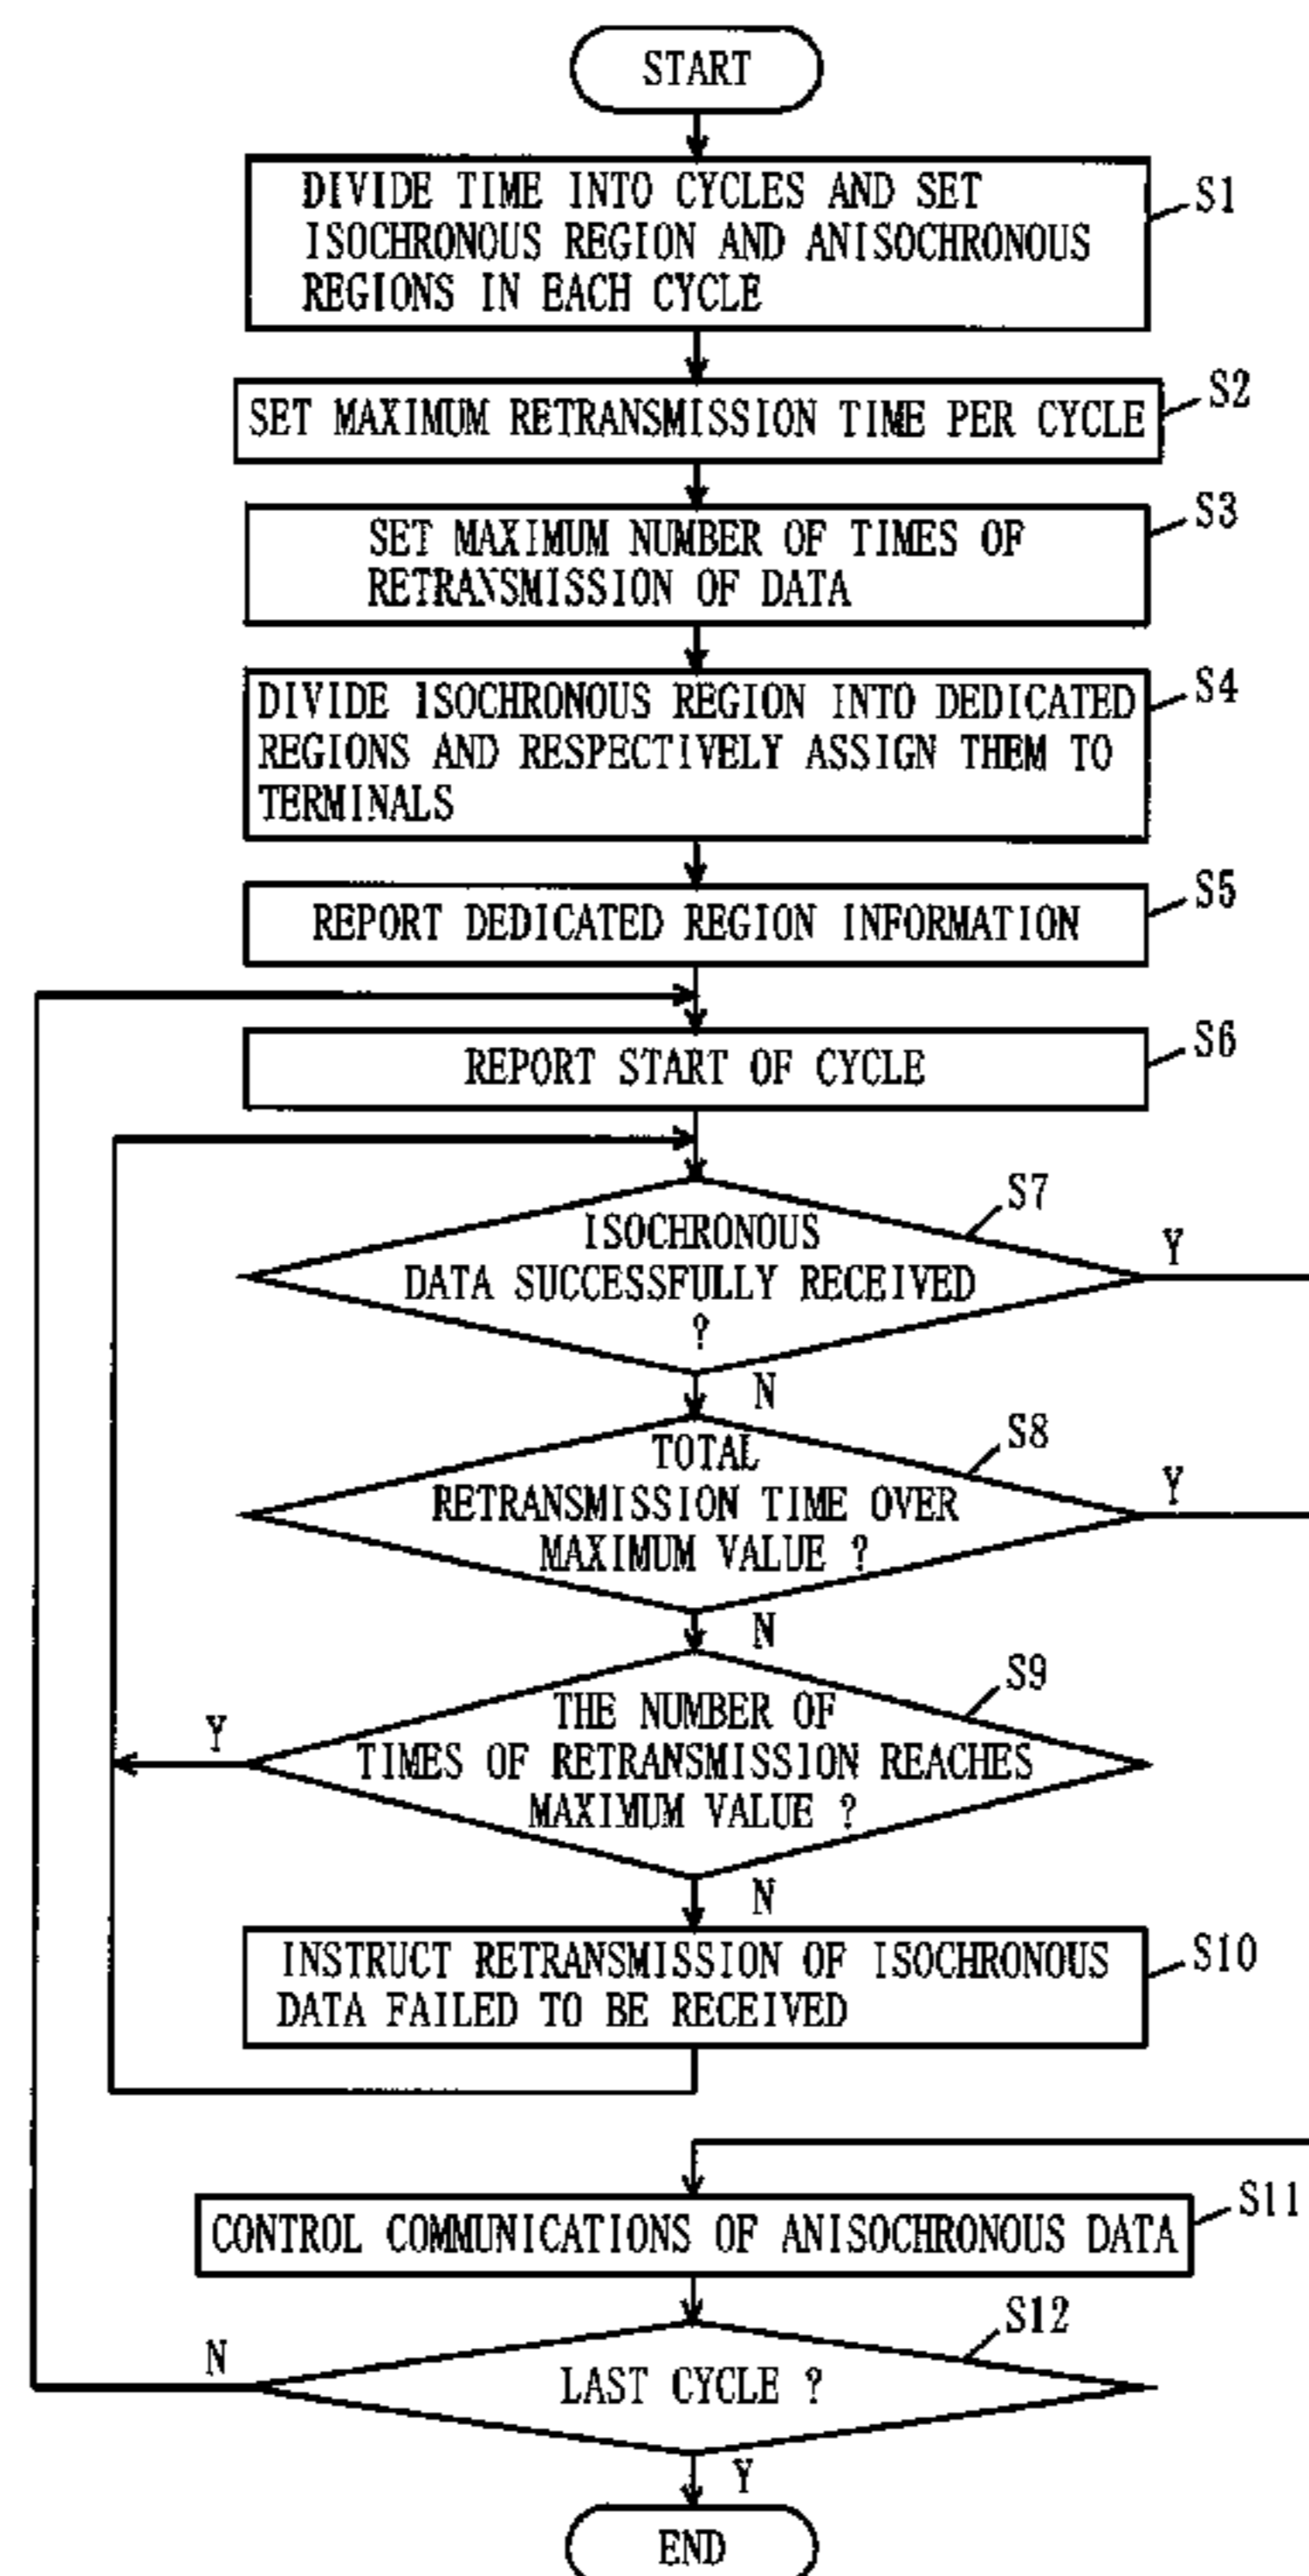 START
DIVIDE TIME INTO CYCLES AND SET
ISOCHRONOUS REGION AND ANISOCHRONOUS
REGIONS IN EACH CYCLE
S1
SET MAXIMUM RETRANSMISSION TIME PER CYCLE
S2
SET MAXIMUM NUMBER OF TIMES OF
RETRANSMISSION OF DATA
S3
DIVIDE ISOCHRONOUS REGION INTO DEDICATED
REGIONS AND RESPECTIVELY ASSIGN THEM TO
TERMINALS
S4
REPORT DEDICATED REGION INFORMATION
S5
REPORT START OF CYCLE
S6
ISOCHRONOUS
DATA SUCCESSFULLY RECEIVED
?
S7
Y
N
TOTAL
RETRANSMISSION TIME OVER
MAXIMUM VALUE ?
S8
Y
N
THE NUMBER OF
TIMES OF RETRANSMISSION REACHES
MAXIMUM VALUE ?
S9
Y
N
INSTRUCT RETRANSMISSION OF ISOCHRONOUS
DATA FAILED TO BE RECEIVED
S10
CONTROL COMMUNICATIONS OF ANISOCHRONOUS DATA
S11
LAST CYCLE ?
S12
N
Y
END